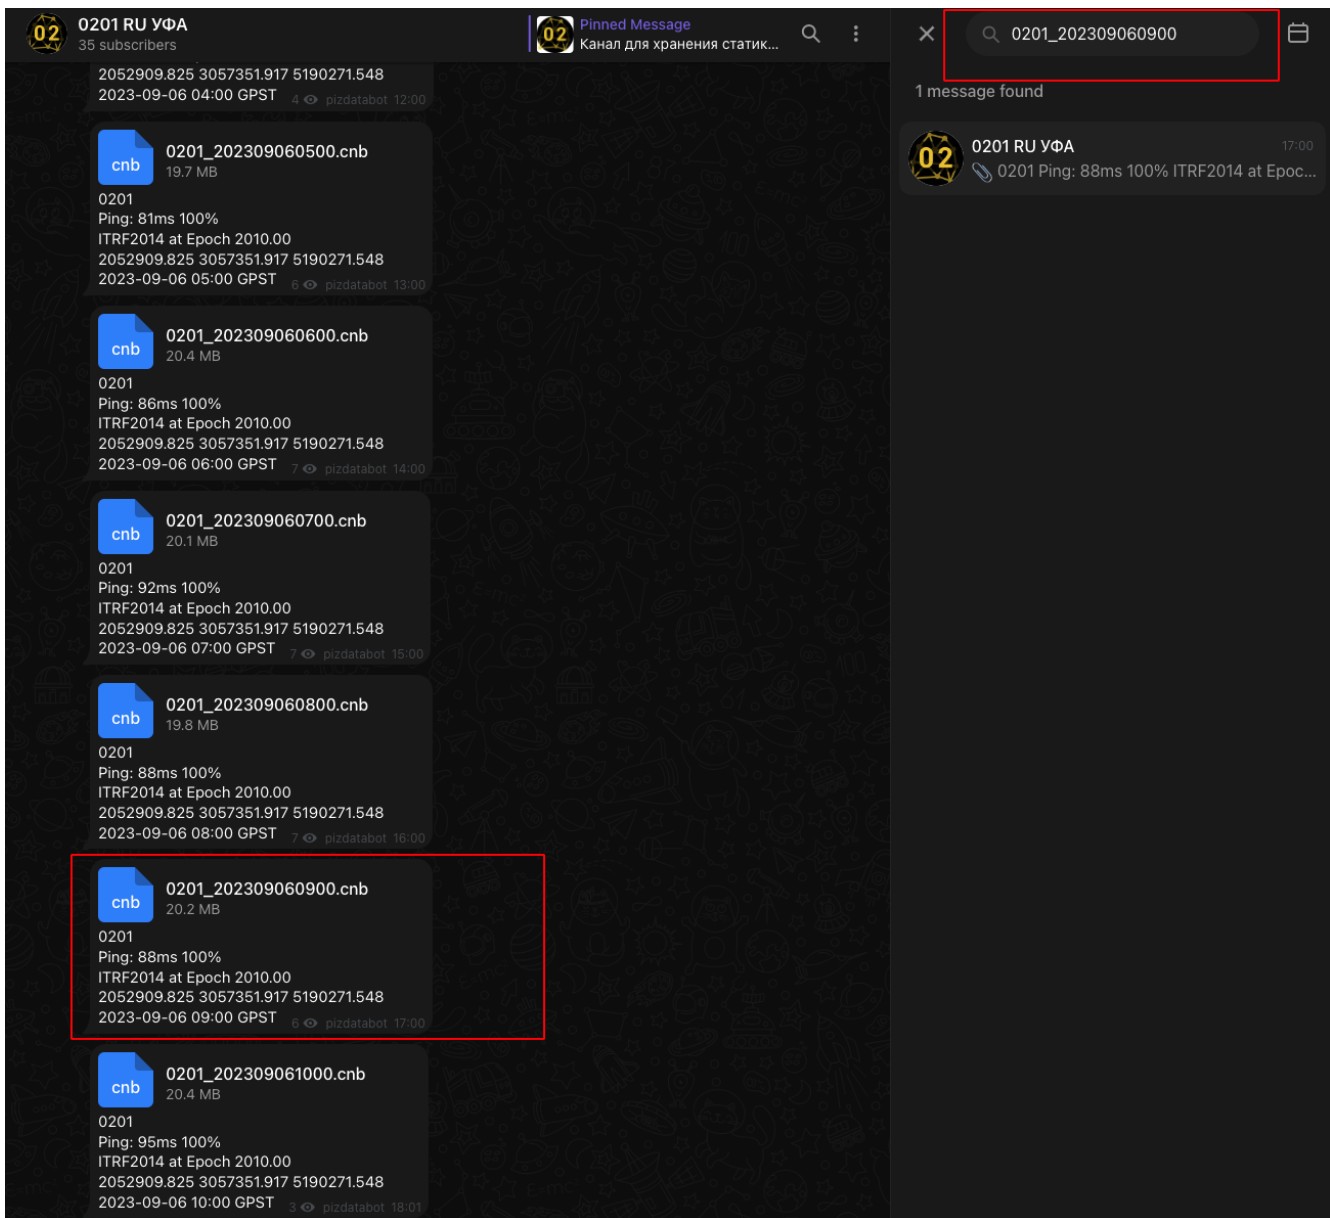 02
0201 RU УФА
35 subscribers
02
Pinned Message
Канал для хранения статик...
2052909.825 3057351.917 5190271.548
2023-09-06 04:00 GPST 4 pizdatabot 12:00
cnb
0201_202309060500.cnb
19.7 MB
0201
Ping: 81ms 100%
ITRF2014 at Epoch 2010.00
2052909.825 3057351.917 5190271.548
2023-09-06 05:00 GPST 6 pizdatabot 13:00
cnb
0201_202309060600.cnb
20.4 MB
0201
Ping: 86ms 100%
ITRF2014 at Epoch 2010.00
2052909.825 3057351.917 5190271.548
2023-09-06 06:00 GPST 7 pizdatabot 14:00
cnb
0201_202309060700.cnb
20.1 MB
0201
Ping: 92ms 100%
ITRF2014 at Epoch 2010.00
2052909.825 3057351.917 5190271.548
2023-09-06 07:00 GPST 7 pizdatabot 15:00
cnb
0201_202309060800.cnb
19.8 MB
0201
Ping: 88ms 100%
ITRF2014 at Epoch 2010.00
2052909.825 3057351.917 5190271.548
2023-09-06 08:00 GPST 7 pizdatabot 16:00
cnb
0201_202309060900.cnb
20.2 MB
0201
Ping: 88ms 100%
ITRF2014 at Epoch 2010.00
2052909.825 3057351.917 5190271.548
2023-09-06 09:00 GPST 6 pizdatabot 17:00
cnb
0201_202309061000.cnb
20.4 MB
0201
Ping: 95ms 100%
ITRF2014 at Epoch 2010.00
2052909.825 3057351.917 5190271.548
2023-09-06 10:00 GPST 3 pizdatabot 18:01
0201_202309060900
1 message found
02
0201 RU УФА 17:00
0201 Ping: 88ms 100% ITRF2014 at Epoc...